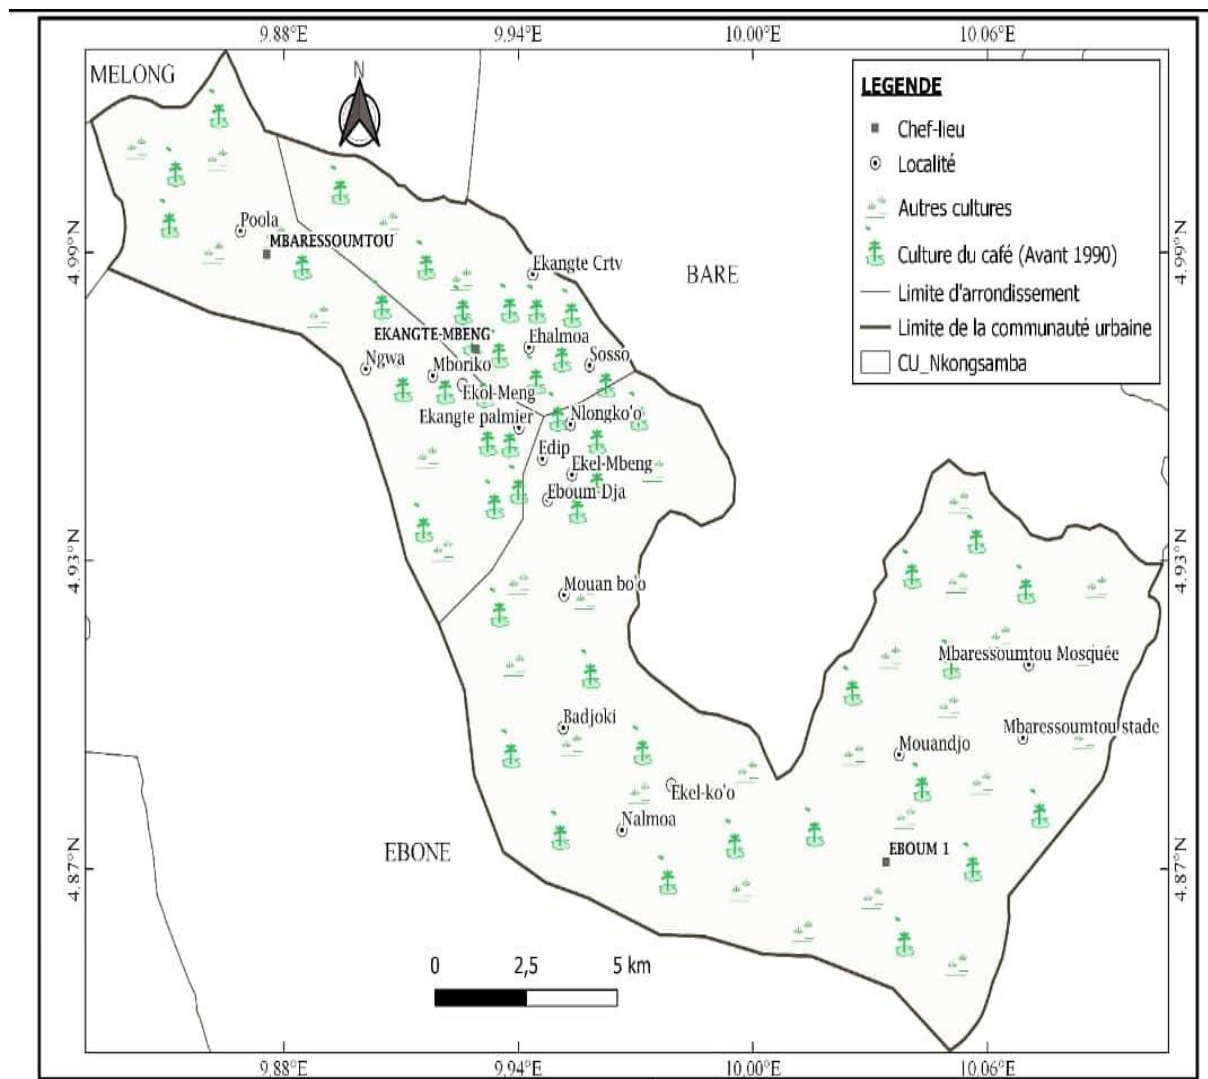 9.88°E
9.94°E
10.00°E
10.06°E
MELONG
N
LEGENDE
Chef-lieu
Localité
Autres cultures
Culture du café (Avant 1990)
Limite d'arrondissement
Limite de la communauté urbaine
CU_Nkongsamba
4.99°N
4.99°N
Poola
MBARESSOUMTOU
Ekangte Crtv
BARE
EKANGTE-MBENG
Ehalmoa
Ngwa
Mboriko
Sosso
Ekol-Meng
Ekangte palmier
Nlongko'o
Edip
Ekel-Mbeng
Eboum-Dja
4.93°N
4.93°N
Mouan bo'o
Mbaressoumtou Mosquée
Badjoki
Mbaressoumtou stade
Mouandjo
Ekel-ko'o
Nalmoa
EBONE
EBOUM 1
4.87°N
4.87°N
0 2,5 5 km
9.88°E
9.94°E
10.00°E
10.06°E